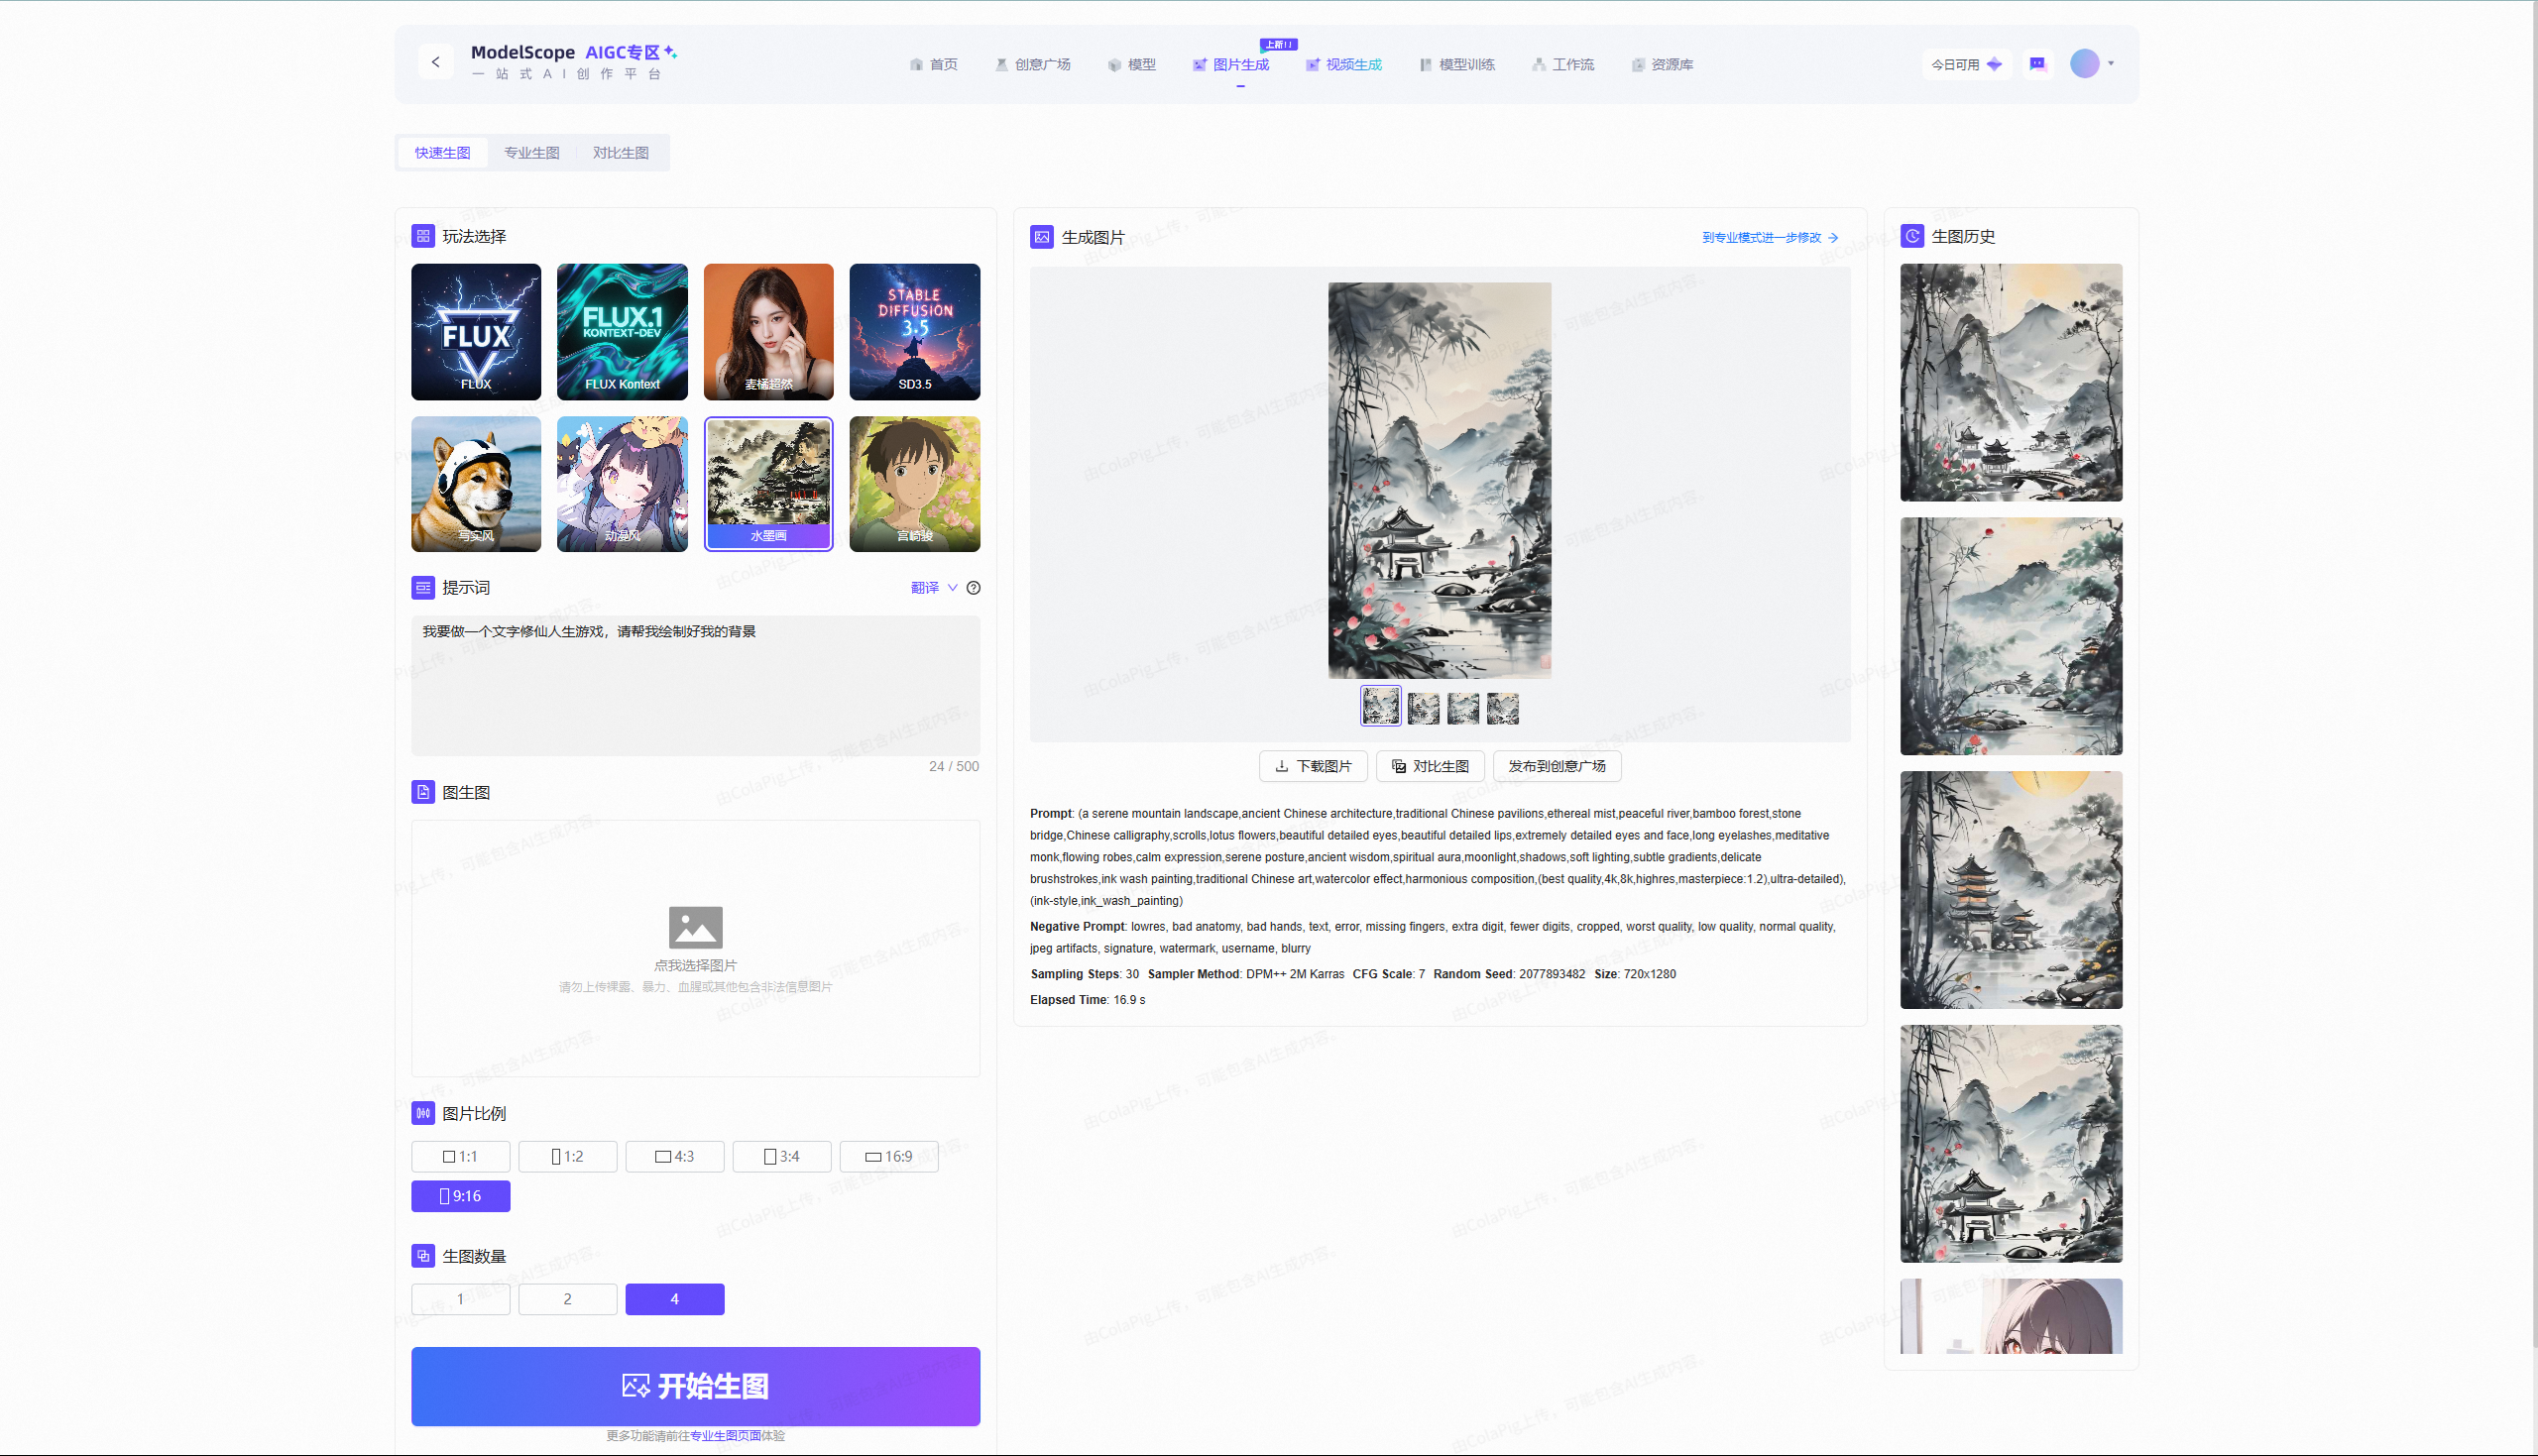 ModelScope AIGC专区
一站式AI创作平台
首页
创意广场
模型
图片生成
上新!!
视频生成
模型训练
工作流
资源库
今日可用
快速生图
专业生图
对比生图
玩法选择
FLUX
FLUX
FLUX.1
KONTEXT-DEV
FLUX Kontext
麦橘超然
STABLE
DIFFUSION
3.5
SD3.5
写实风
动漫风
水墨画
宫崎骏
提示词
翻译
我要做一个文字修仙人生游戏，请帮我绘制好我的背景
24 / 500
图生图
点我选择图片
请勿上传裸露、暴力、血腥或其他包含非法信息图片
图片比例
1:1
1:2
4:3
3:4
16:9
9:16
生图数量
1
2
4
开始生图
更多功能请前往专业生图页面体验
生成图片
到专业模式进一步修改
下载图片
对比生图
发布到创意广场
Prompt: (a serene mountain landscape,ancient Chinese architecture,traditional Chinese pavilions,ethereal mist,peaceful river,bamboo forest,stone
bridge,Chinese calligraphy,scrolls,lotus flowers,beautiful detailed eyes,beautiful detailed lips,extremely detailed eyes and face,long eyelashes,meditative
monk,flowing robes,calm expression,serene posture,ancient wisdom,spiritual aura,moonlight,shadows,soft lighting,subtle gradients,delicate
brushstrokes,ink wash painting,traditional Chinese art,watercolor effect,harmonious composition,(best quality,4k,8k,highres,masterpiece:1.2),ultra-detailed),
(ink-style,ink_wash_painting)
Negative Prompt: lowres, bad anatomy, bad hands, text, error, missing fingers, extra digit, fewer digits, cropped, worst quality, low quality, normal quality,
jpeg artifacts, signature, watermark, username, blurry
Sampling Steps: 30 Sampler Method: DPM++ 2M Karras CFG Scale: 7 Random Seed: 2077893482 Size: 720x1280
Elapsed Time: 16.9 s
生图历史
由ColaPig上传，可能包含AI生成内容。